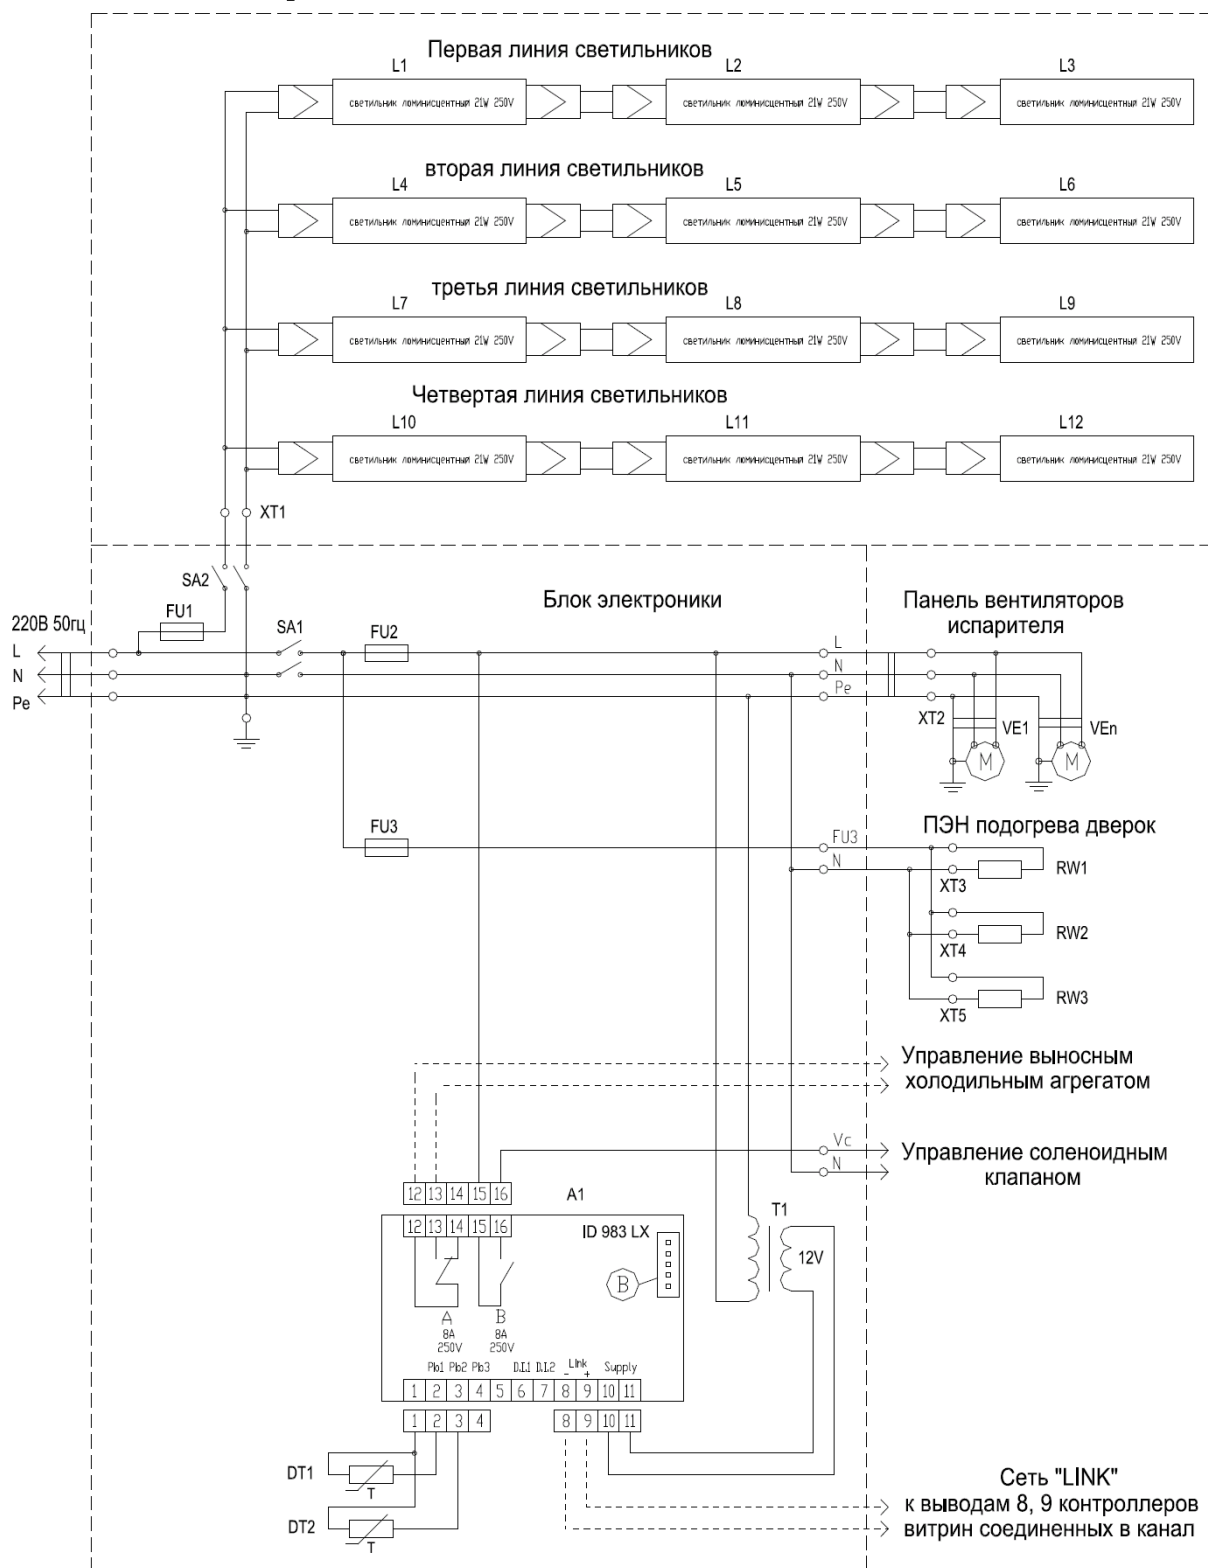 Первая линия светильников
L1
L2
L3
светильник люминисцентный 21W 250V
светильник люминисцентный 21W 250V
светильник люминисцентный 21W 250V
вторая линия светильников
L4
L5
L6
светильник люминисцентный 21W 250V
светильник люминисцентный 21W 250V
светильник люминисцентный 21W 250V
третья линия светильников
L7
L8
L9
светильник люминисцентный 21W 250V
светильник люминисцентный 21W 250V
светильник люминисцентный 21W 250V
Четвертая линия светильников
L10
L11
L12
светильник люминисцентный 21W 250V
светильник люминисцентный 21W 250V
светильник люминисцентный 21W 250V
XT1
SA2
Блок электроники
Панель вентиляторов
испарителя
220В 50гц
FU1
SA1
FU2
L
N
Pe
L
N
Pe
XT2
VE1
VEn
M
M
FU3
FU3
N
ПЭН подогрева дверок
XT3
RW1
XT4
RW2
XT5
RW3
Управление выносным
холодильным агрегатом
Vc
N
Управление соленоидным
клапаном
12 13 14 15 16
A1
12 13 14 15 16
ID 983 LX
T1
12V
B
A
8A
250V
B
8A
250V
Pb1 Pb2 Pb3
D.I.1 D.I.2
Link
- +
Supply
1 2 3 4 5 6 7 8 9 10 11
1 2 3 4
8 9 10 11
DT1
T
DT2
T
Сеть "LINK"
к выводам 8, 9 контроллеров
витрин соединенных в канал